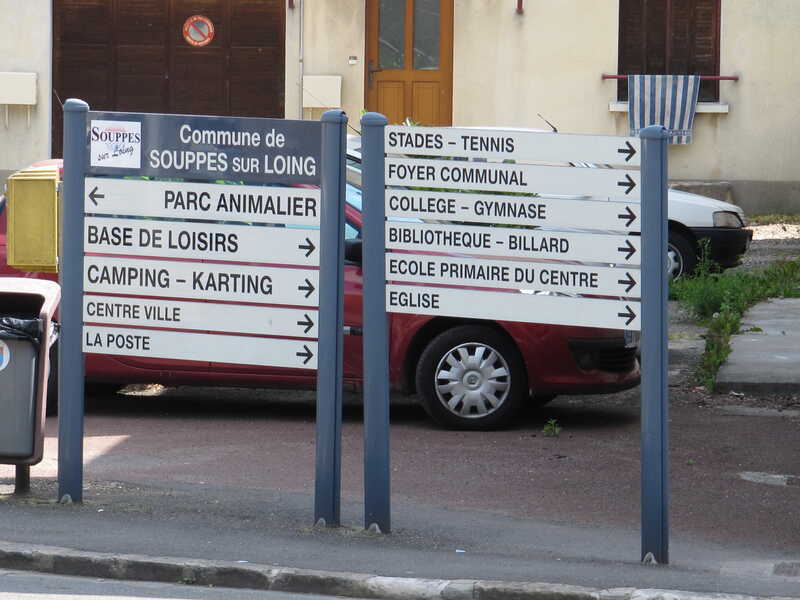 SOUPPES
sur Loing
Commune de
SOUPPES SUR LOING
PARC ANIMALIER
BASE DE LOISIRS
CAMPING – KARTING
CENTRE VILLE
LA POSTE
STADES – TENNIS
FOYER COMMUNAL
COLLEGE – GYMNASE
BIBLIOTHEQUE – BILLARD
ECOLE PRIMAIRE DU CENTRE
EGLISE